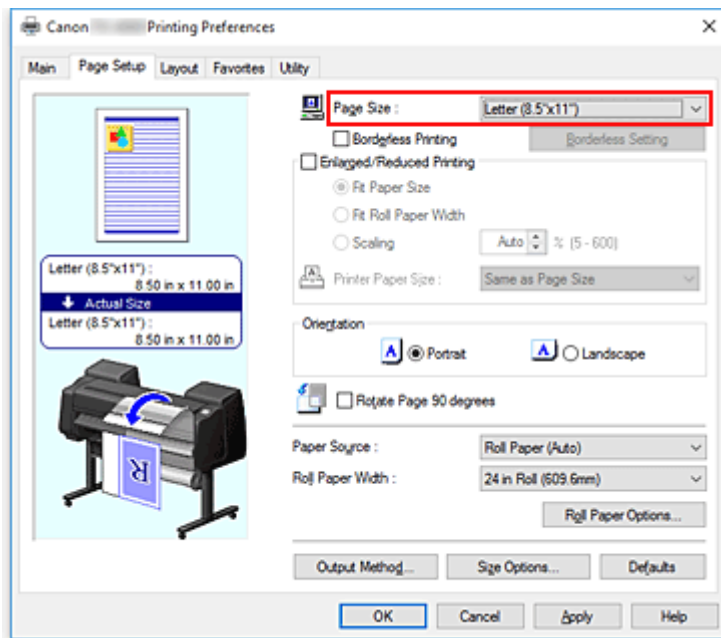 Canon Printing Preferences
Main Page Setup Layout Favorites Utility
Page Size : Letter (8.5"x11")
Borderless Printing Borderless Setting
Enlarged/Reduced Printing
Fit Paper Size
Fit Roll Paper Width
Scaling Auto % (5 - 600)
Printer Paper Size : Same as Page Size
Letter (8.5"x11") :
8.50 in x 11.00 in
Actual Size
Letter (8.5"x11") :
8.50 in x 11.00 in
Orientation
A Portrait A Landscape
Rotate Page 90 degrees
R
Paper Source : Roll Paper (Auto)
Roll Paper Width : 24 in Roll (609.6mm)
Roll Paper Options...
Output Method... Size Options... Defaults
OK Cancel Apply Help